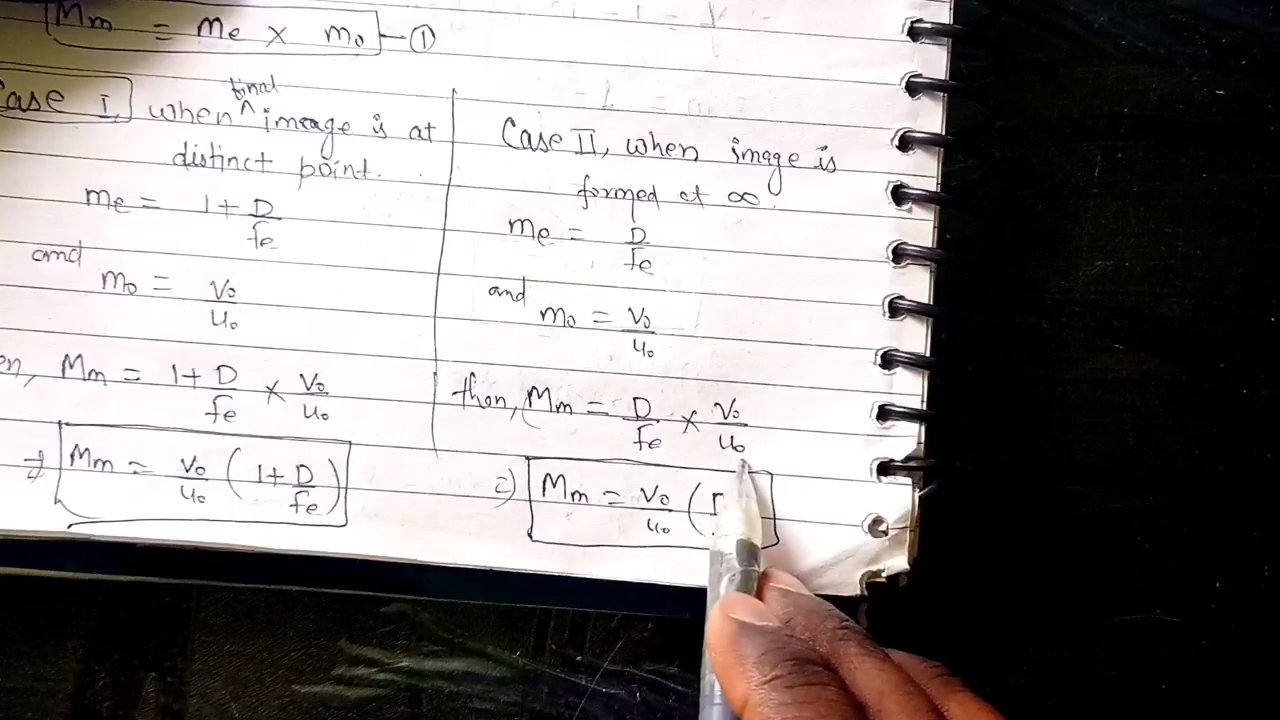 Mm = me × mo —①
Case I, when ^ final image is at
distinct point.
me = 1 + D/fe
and
mo = vo/uo
Mm = 1 + D/fe × vo/uo
⇒ Mm = vo/uo (1 + D/fe)
Case II, when image is
formed at ∞.
me = D/fe
and
mo = vo/uo
then, Mm = D/fe × vo/uo
Mm = vo/uo (